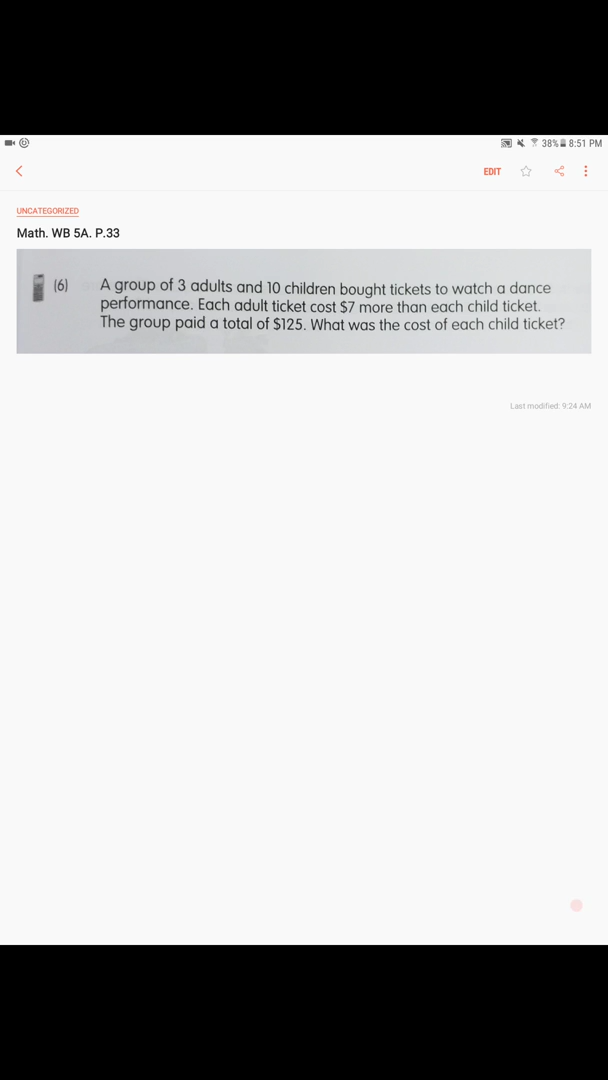 38% 8:51 PM
EDIT
UNCATEGORIZED
Math. WB 5A. P.33
(6) A group of 3 adults and 10 children bought tickets to watch a dance
performance. Each adult ticket cost $7 more than each child ticket.
The group paid a total of $125. What was the cost of each child ticket?
Last modified: 9:24 AM